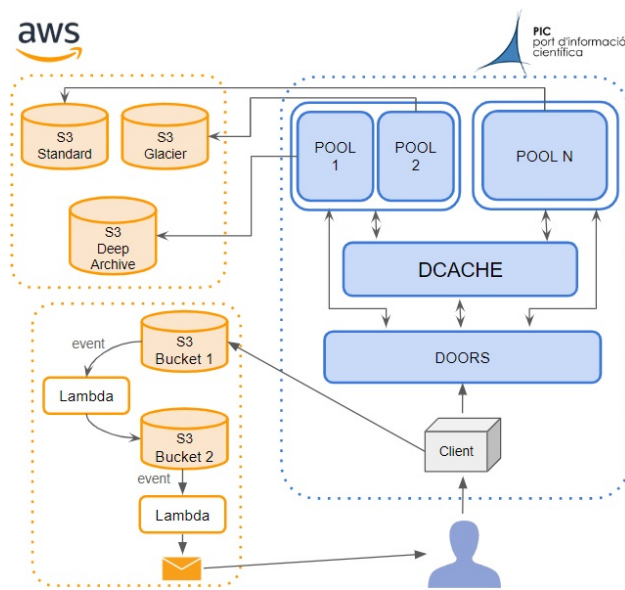 aws
PIC
port d'informació
científica
S3
Standard
S3
Glacier
S3
Deep
Archive
POOL
1
POOL
2
POOL N
DCACHE
DOORS
Client
event
S3
Bucket 1
Lambda
S3
Bucket 2
event
Lambda